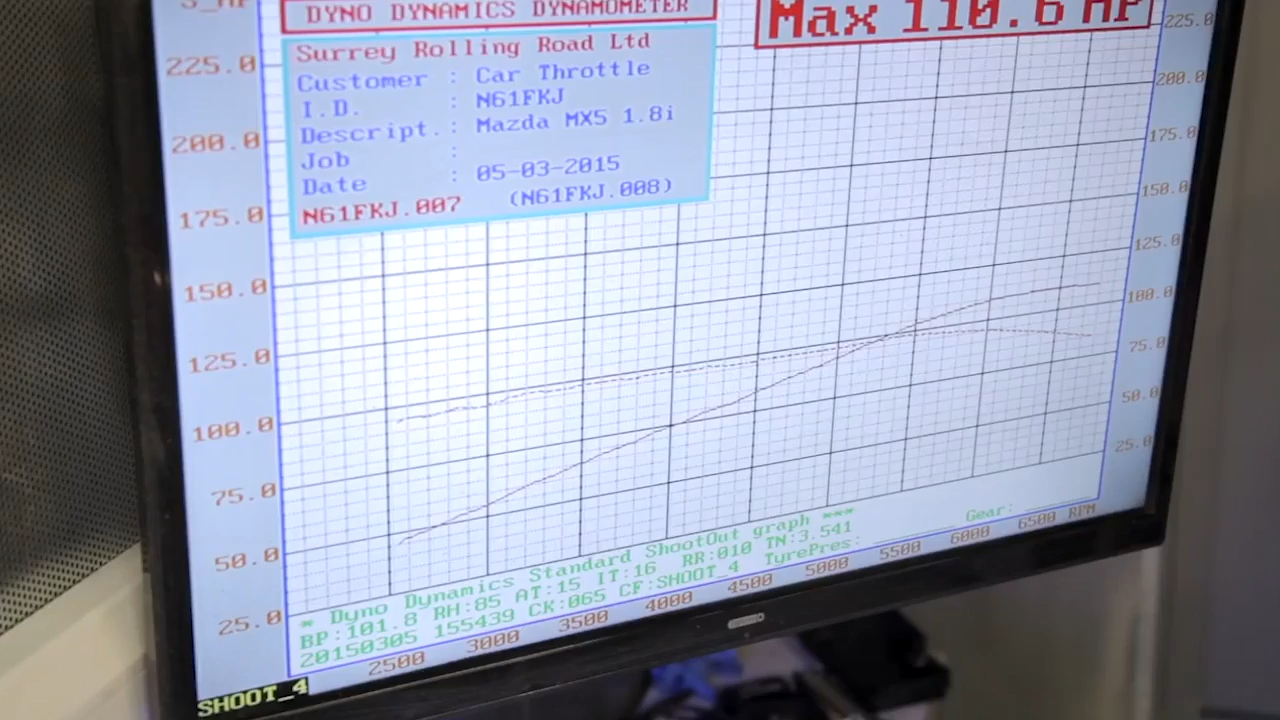 S_HP
DYNO DYNAMICS DYNAMOMETER
Max 110.6 HP
Surrey Rolling Road Ltd
Customer : Car Throttle
I.D. : N61FKJ
Descript. : Mazda MX5 1.8i
Job :
Date : 05-03-2015
N61FKJ.007 (N61FKJ.008)
225.0
200.0
175.0
150.0
125.0
100.0
75.0
50.0
25.0
225.0
200.0
175.0
150.0
125.0
100.0
75.0
50.0
25.0
* Dyno Dynamics Standard ShootOut graph ***
BP:101.8 RH:85 AT:15 IT:16 RR:010 TN:3.541
20150305 155439 CK:065 CF:SHOOT_4 TyrePres: Gear:
2500 3000 3500 4000 4500 5000 5500 6000 6500 RPM
SHOOT_4